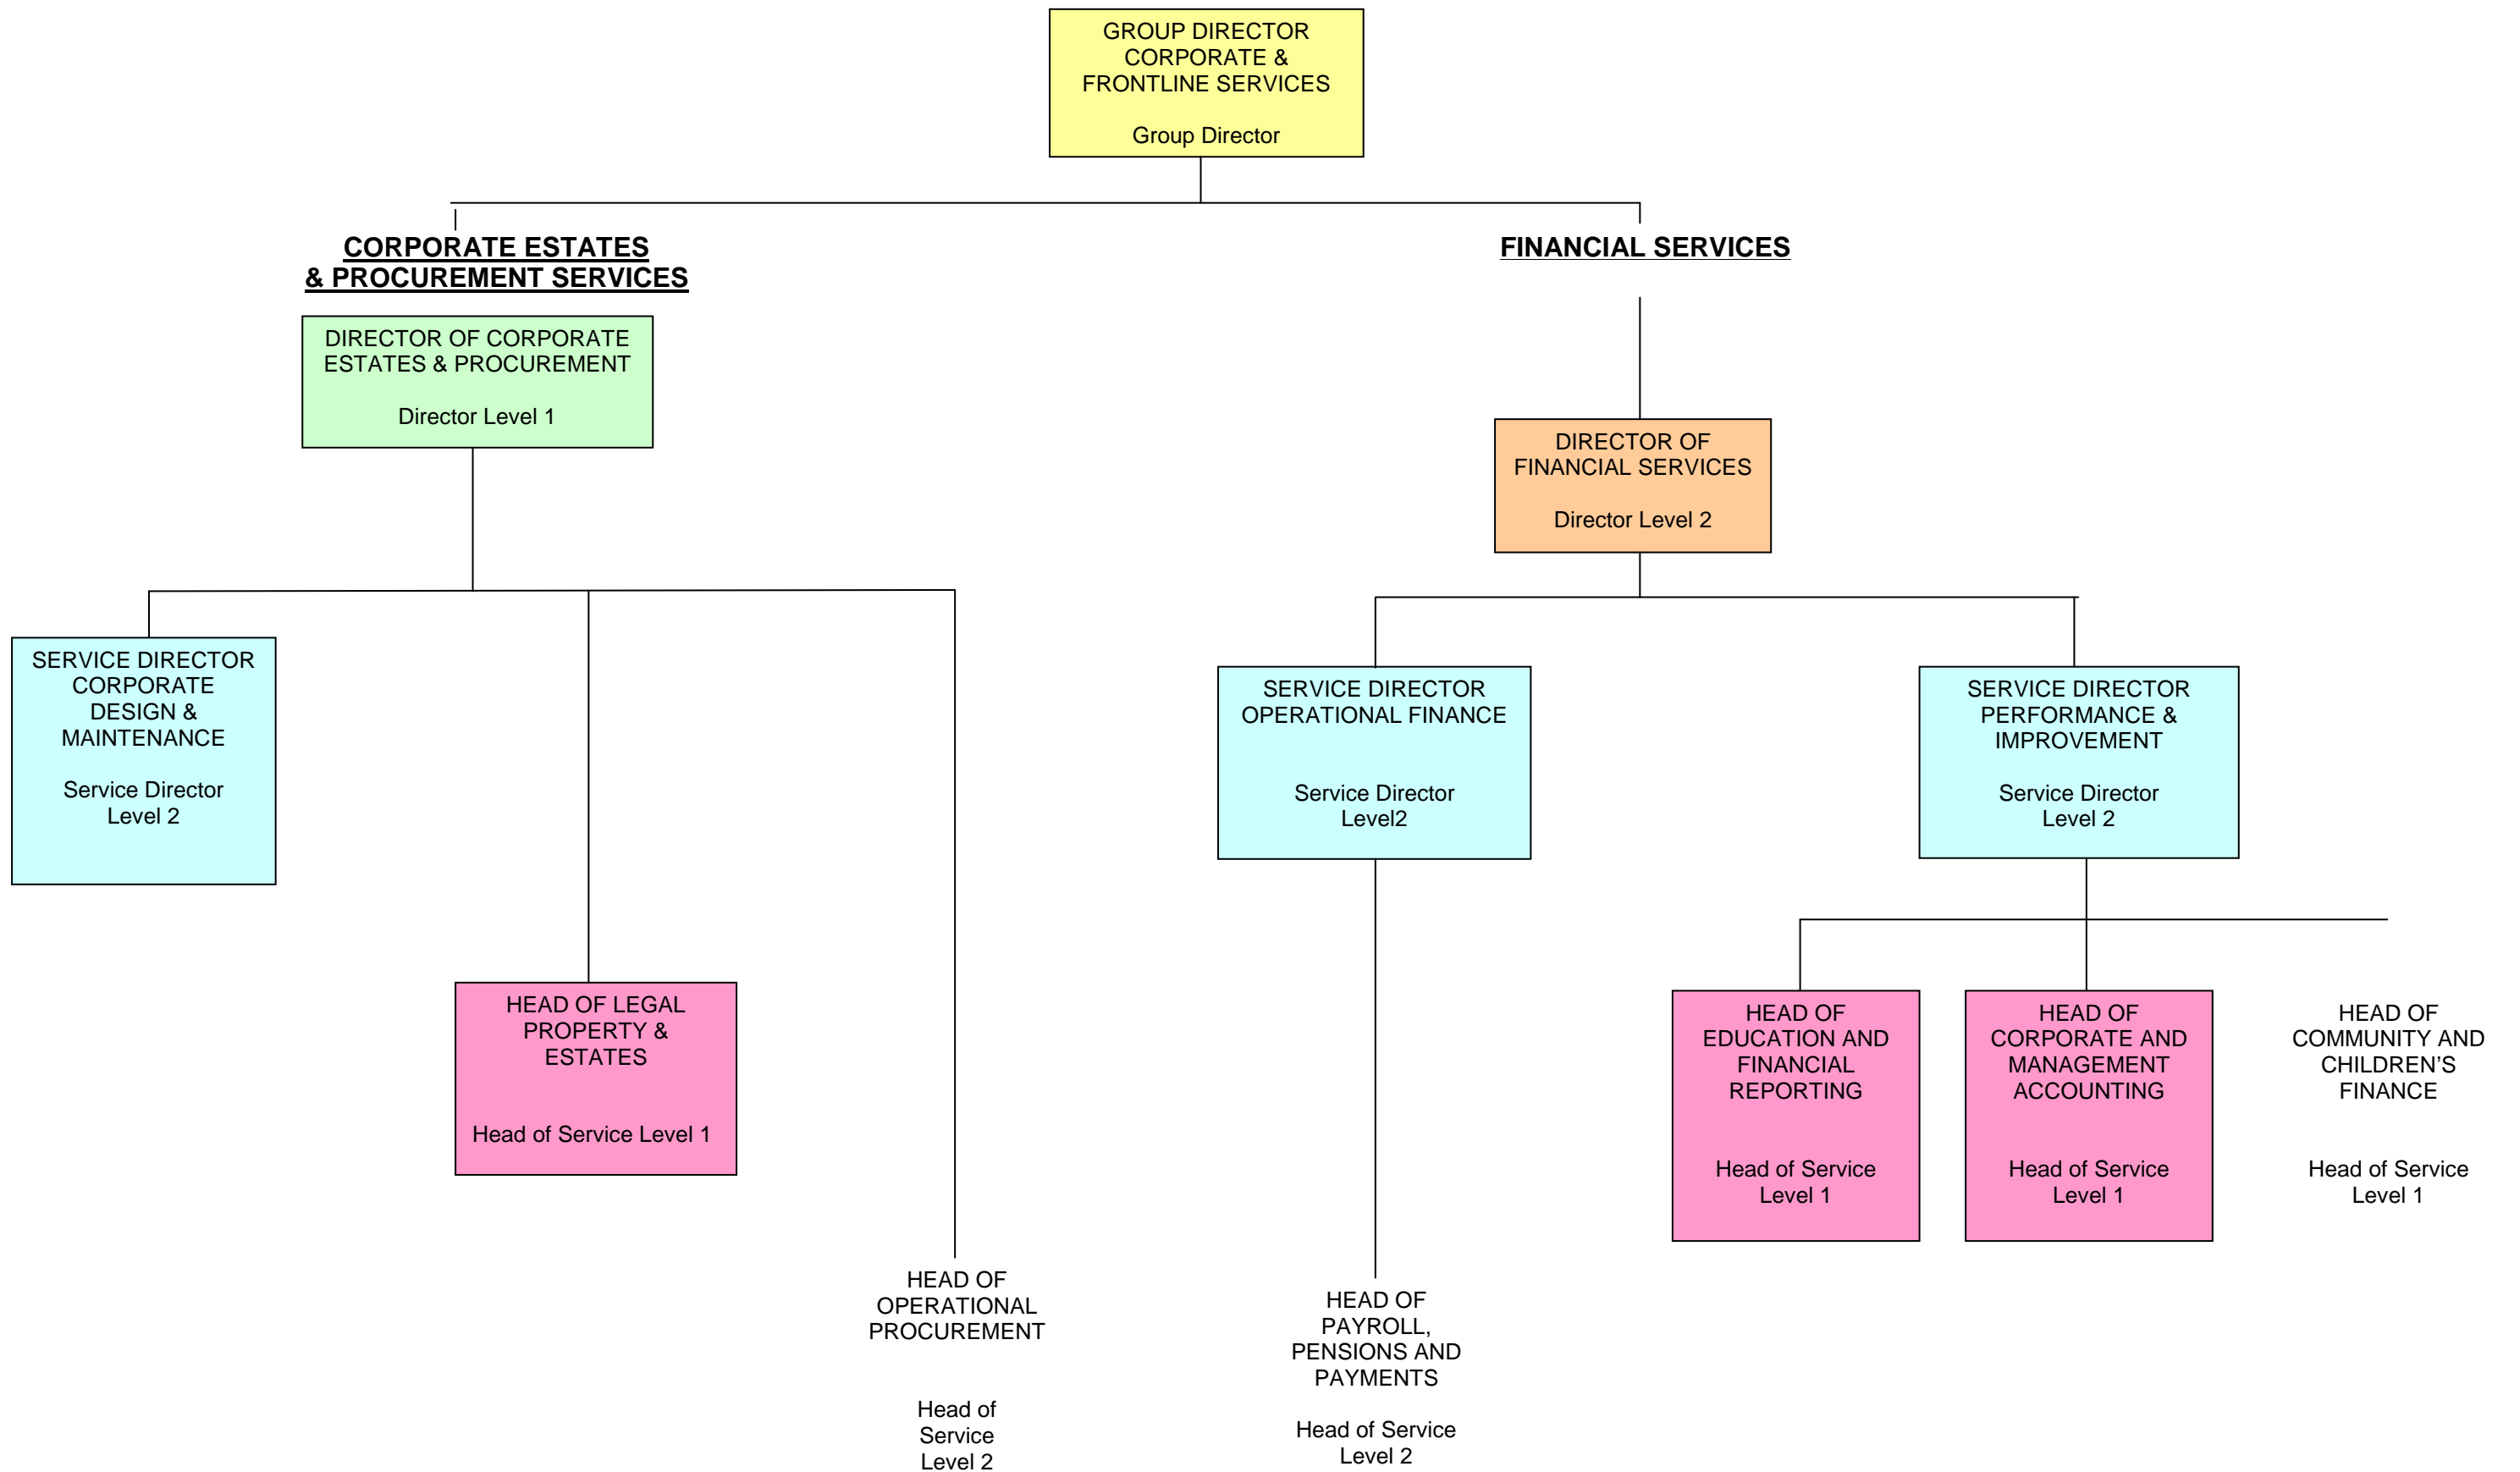 GROUP DIRECTOR
CORPORATE &
FRONTLINE SERVICES
Group Director
CORPORATE ESTATES
& PROCUREMENT SERVICES
FINANCIAL SERVICES
DIRECTOR OF CORPORATE
ESTATES & PROCUREMENT
Director Level 1
DIRECTOR OF
FINANCIAL SERVICES
Director Level 2
SERVICE DIRECTOR
CORPORATE
DESIGN &
MAINTENANCE
Service Director
Level 2
SERVICE DIRECTOR
OPERATIONAL FINANCE
Service Director
Level2
SERVICE DIRECTOR
PERFORMANCE &
IMPROVEMENT
Service Director
Level 2
HEAD OF LEGAL
PROPERTY &
ESTATES
Head of Service Level 1
HEAD OF
EDUCATION AND
FINANCIAL
REPORTING
Head of Service
Level 1
HEAD OF
CORPORATE AND
MANAGEMENT
ACCOUNTING
Head of Service
Level 1
HEAD OF
COMMUNITY AND
CHILDREN’S
FINANCE
Head of Service
Level 1
HEAD OF
OPERATIONAL
PROCUREMENT
Head of
Service
Level 2
HEAD OF
PAYROLL,
PENSIONS AND
PAYMENTS
Head of Service
Level 2